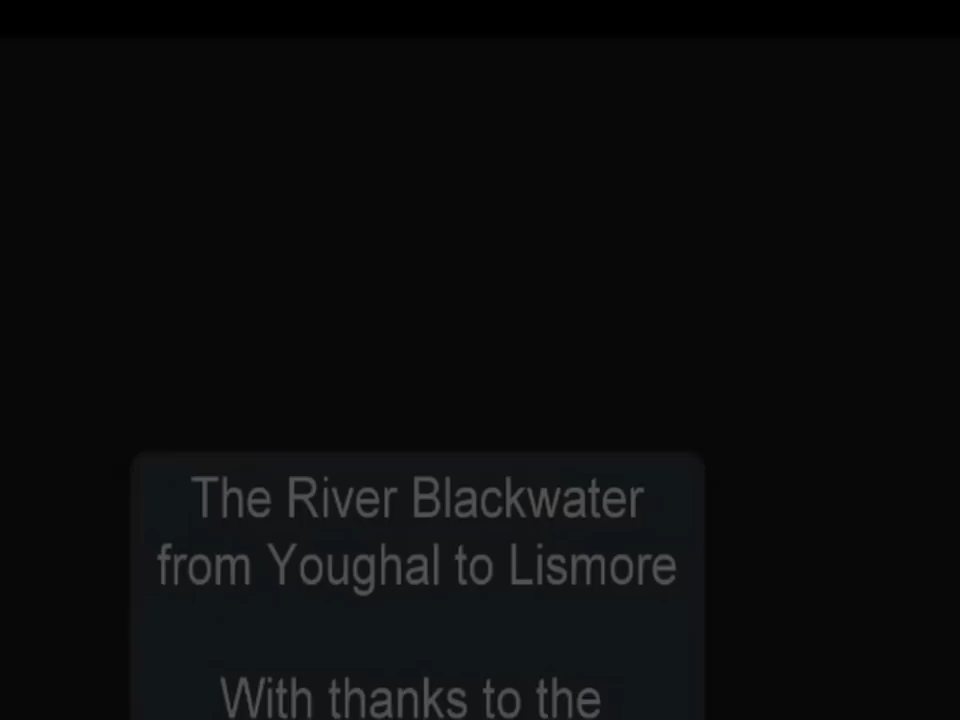 The River Blackwater
from Youghal to Lismore
With thanks to the